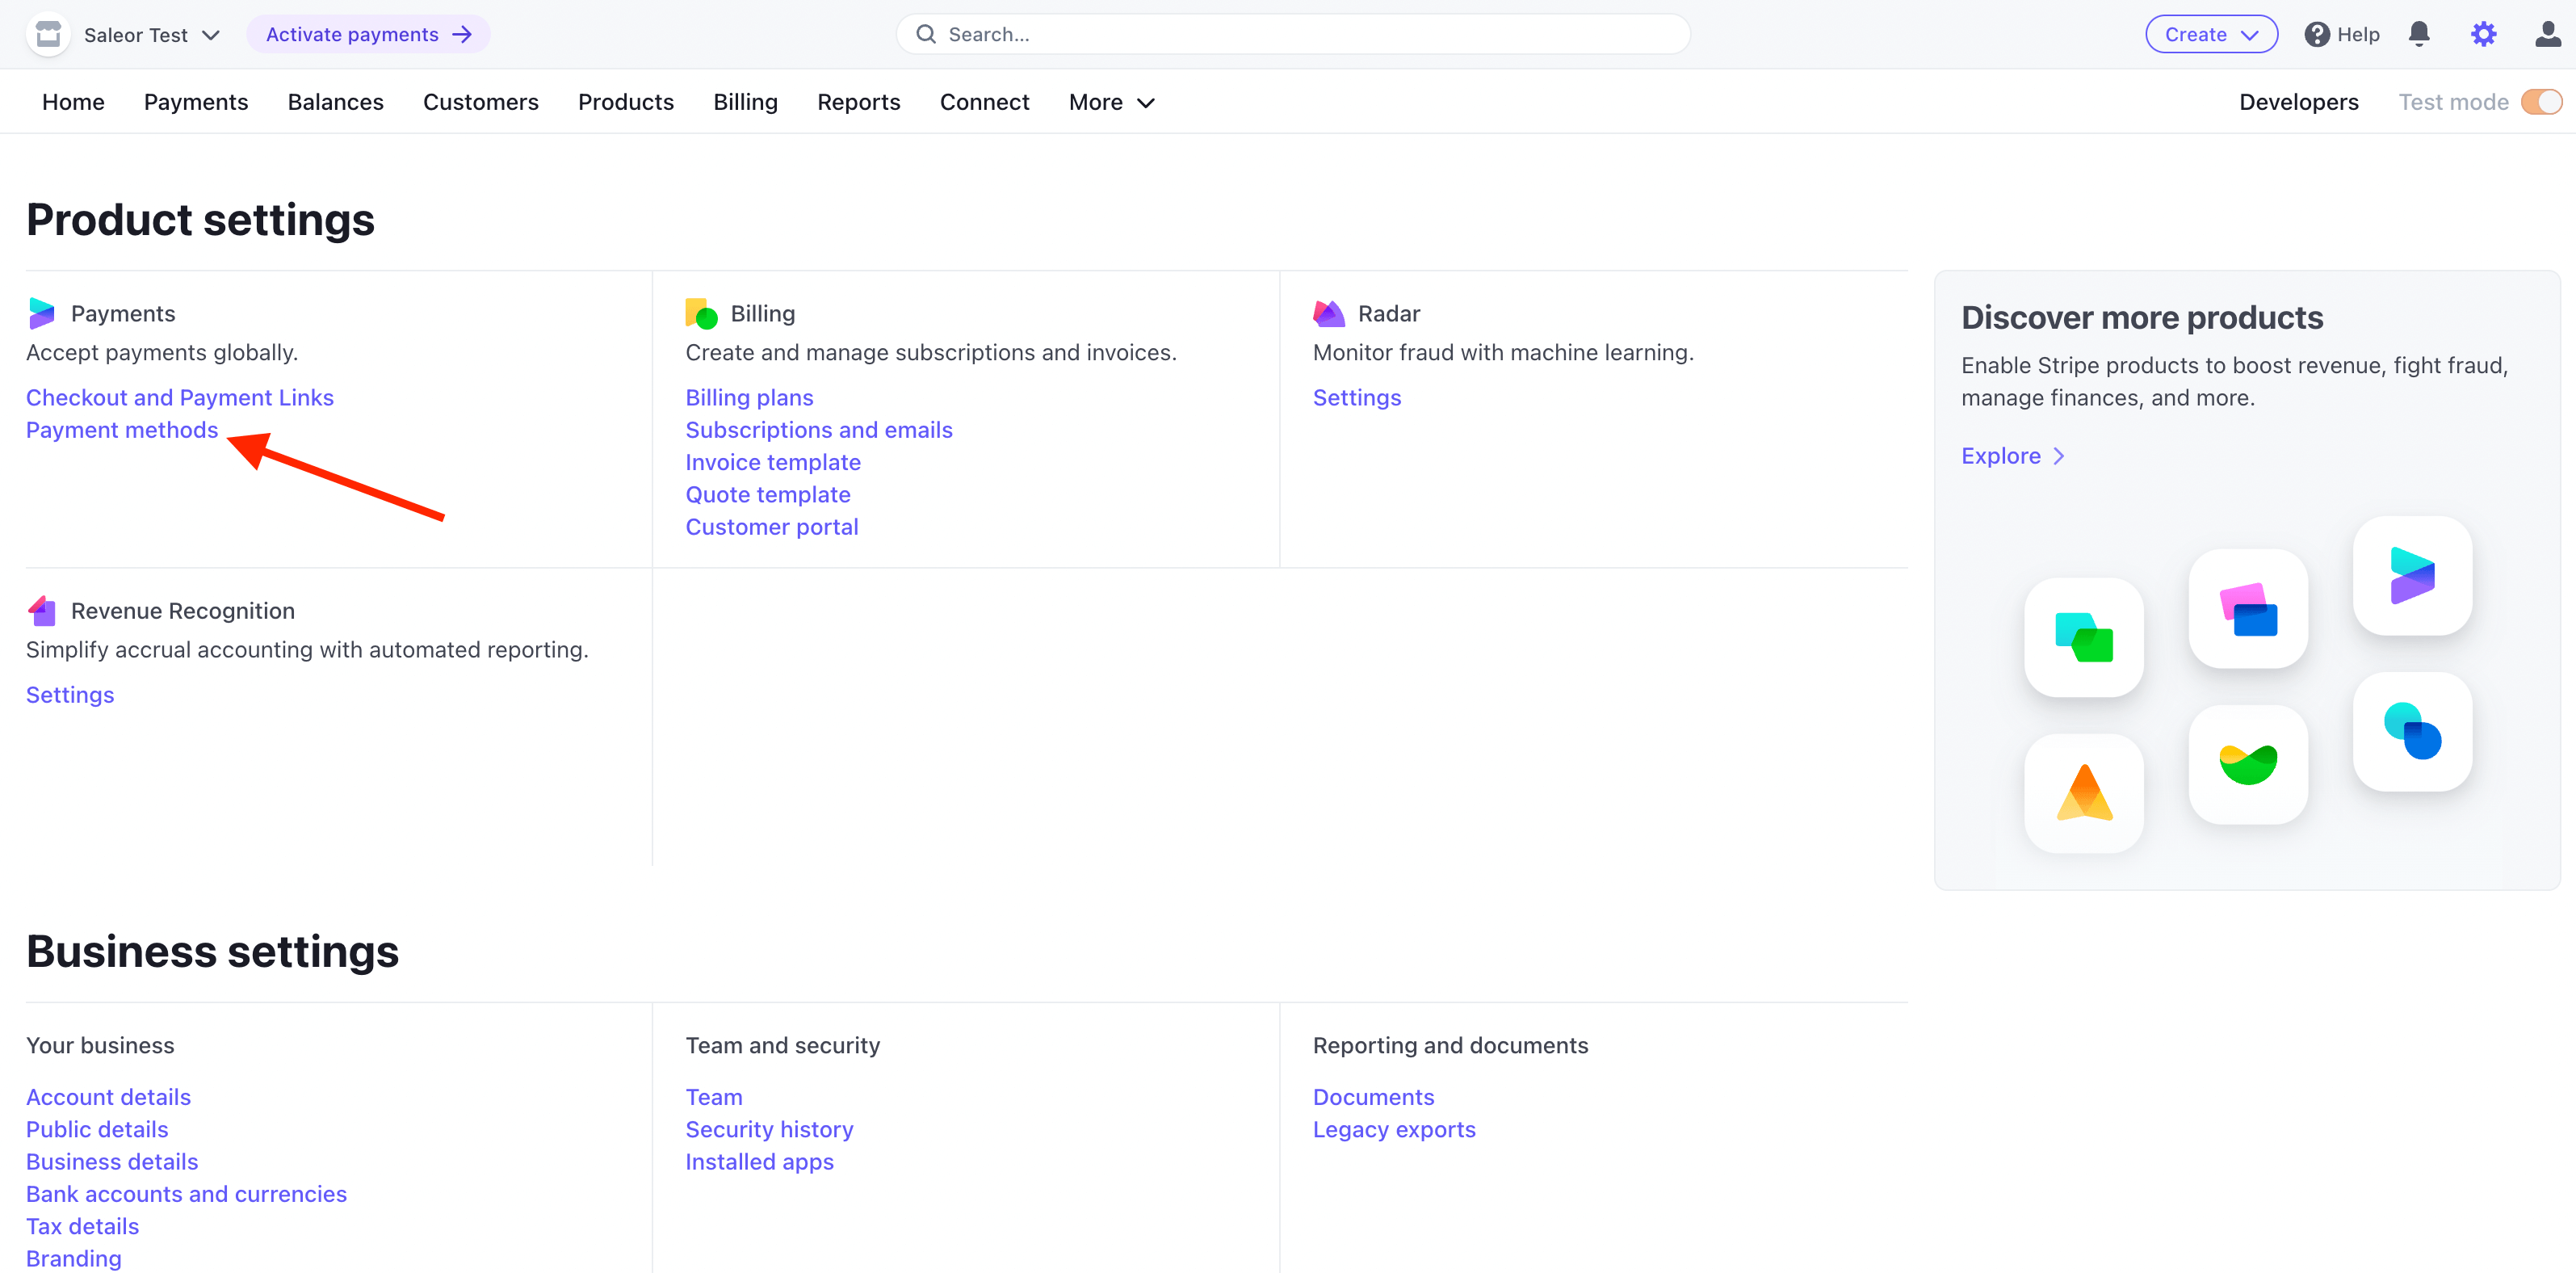 Saleor Test
Activate payments
Search...
Create
Help
Home
Payments
Balances
Customers
Products
Billing
Reports
Connect
More
Developers
Test mode
Product settings
Payments
Accept payments globally.
Checkout and Payment Links
Payment methods
Billing
Create and manage subscriptions and invoices.
Billing plans
Subscriptions and emails
Invoice template
Quote template
Customer portal
Radar
Monitor fraud with machine learning.
Settings
Revenue Recognition
Simplify accrual accounting with automated reporting.
Settings
Discover more products
Enable Stripe products to boost revenue, fight fraud,
manage finances, and more.
Explore
Business settings
Your business
Account details
Public details
Business details
Bank accounts and currencies
Tax details
Branding
Team and security
Team
Security history
Installed apps
Reporting and documents
Documents
Legacy exports